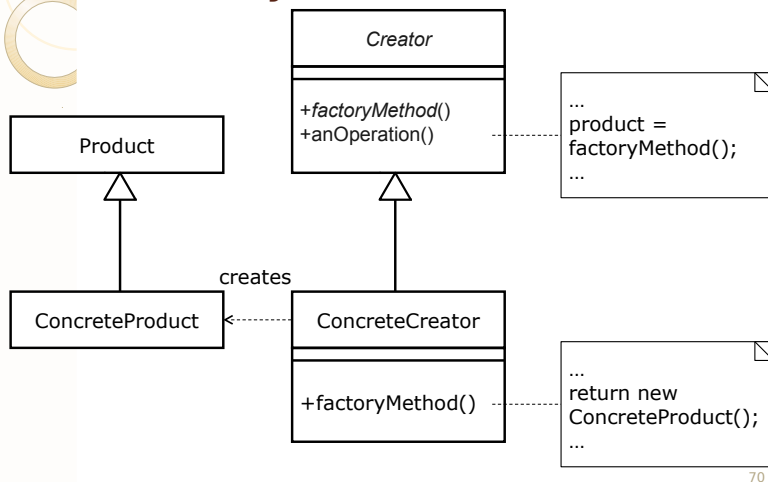 Creator
+factoryMethod()
+anOperation()
…
product =
factoryMethod();
…
Product
creates
ConcreteProduct
ConcreteCreator
+factoryMethod()
…
return new
ConcreteProduct();
…
70